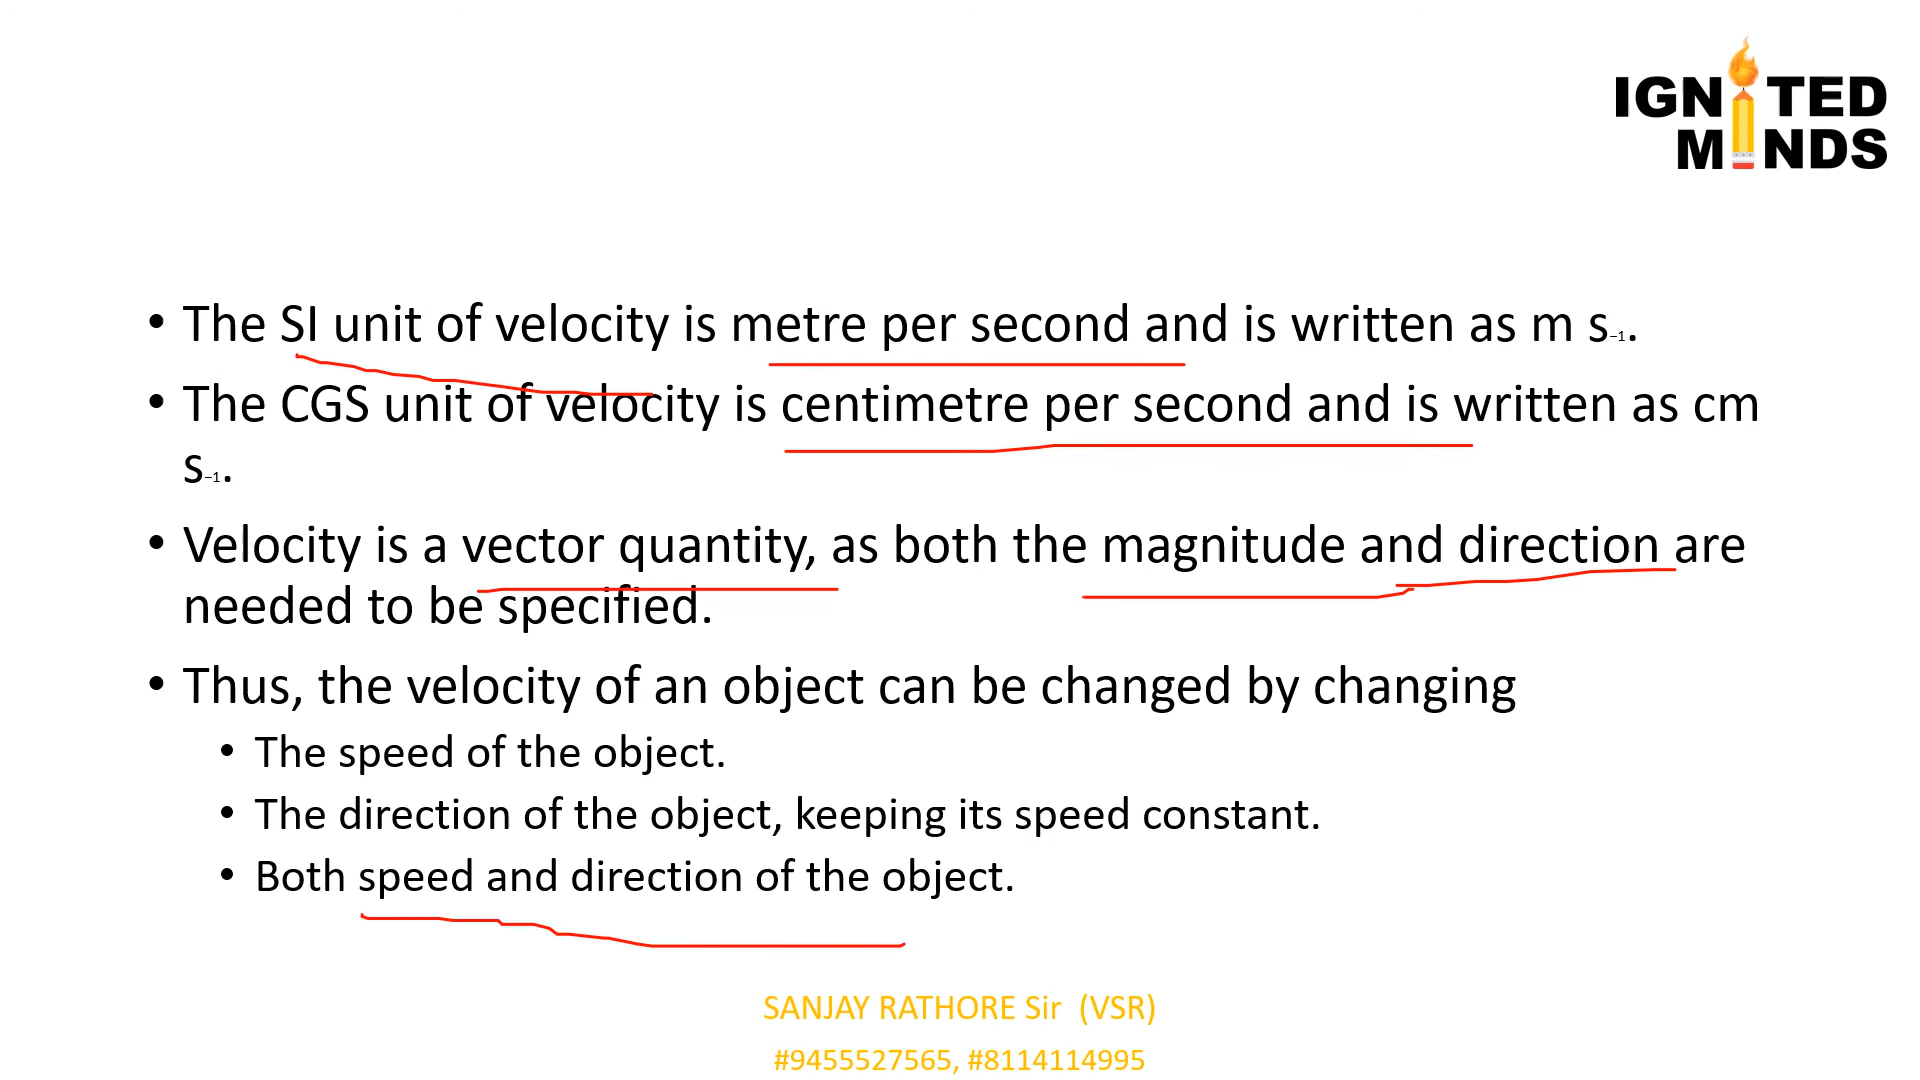 IGNITED
MINDS
• The SI unit of velocity is metre per second and is written as m s₋₁.
• The CGS unit of velocity is centimetre per second and is written as cm
s₋₁.
• Velocity is a vector quantity, as both the magnitude and direction are
needed to be specified.
• Thus, the velocity of an object can be changed by changing
• The speed of the object.
• The direction of the object, keeping its speed constant.
• Both speed and direction of the object.
SANJAY RATHORE Sir (VSR)
#9455527565, #8114114995